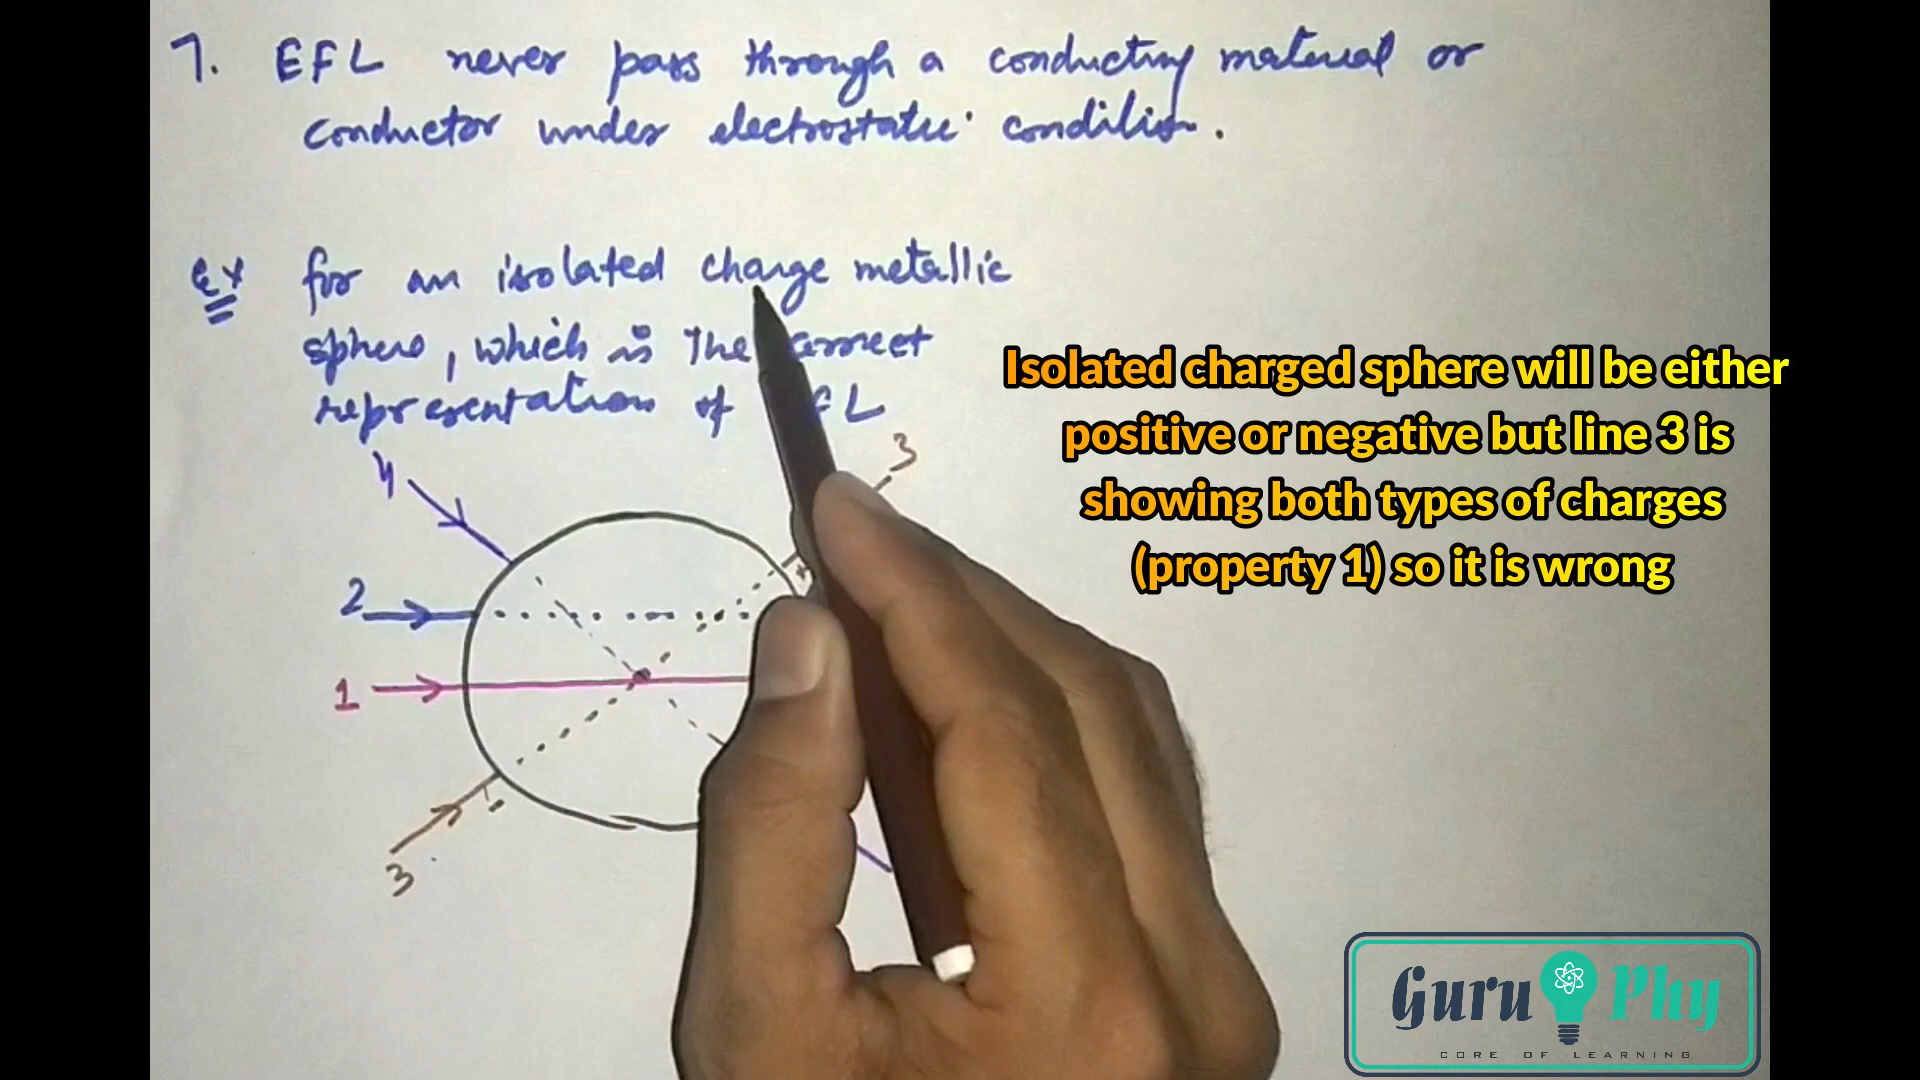 7. EFL never pass through a conducting material or
conductor under electrostatic condition.
Ex for an isolated charge metallic
sphere, which is the correct
representation of FL
Isolated charged sphere will be either
positive or negative but line 3 is
showing both types of charges
(property 1) so it is wrong
4
3
2
1
3
Guru Phy
CORE OF LEARNING